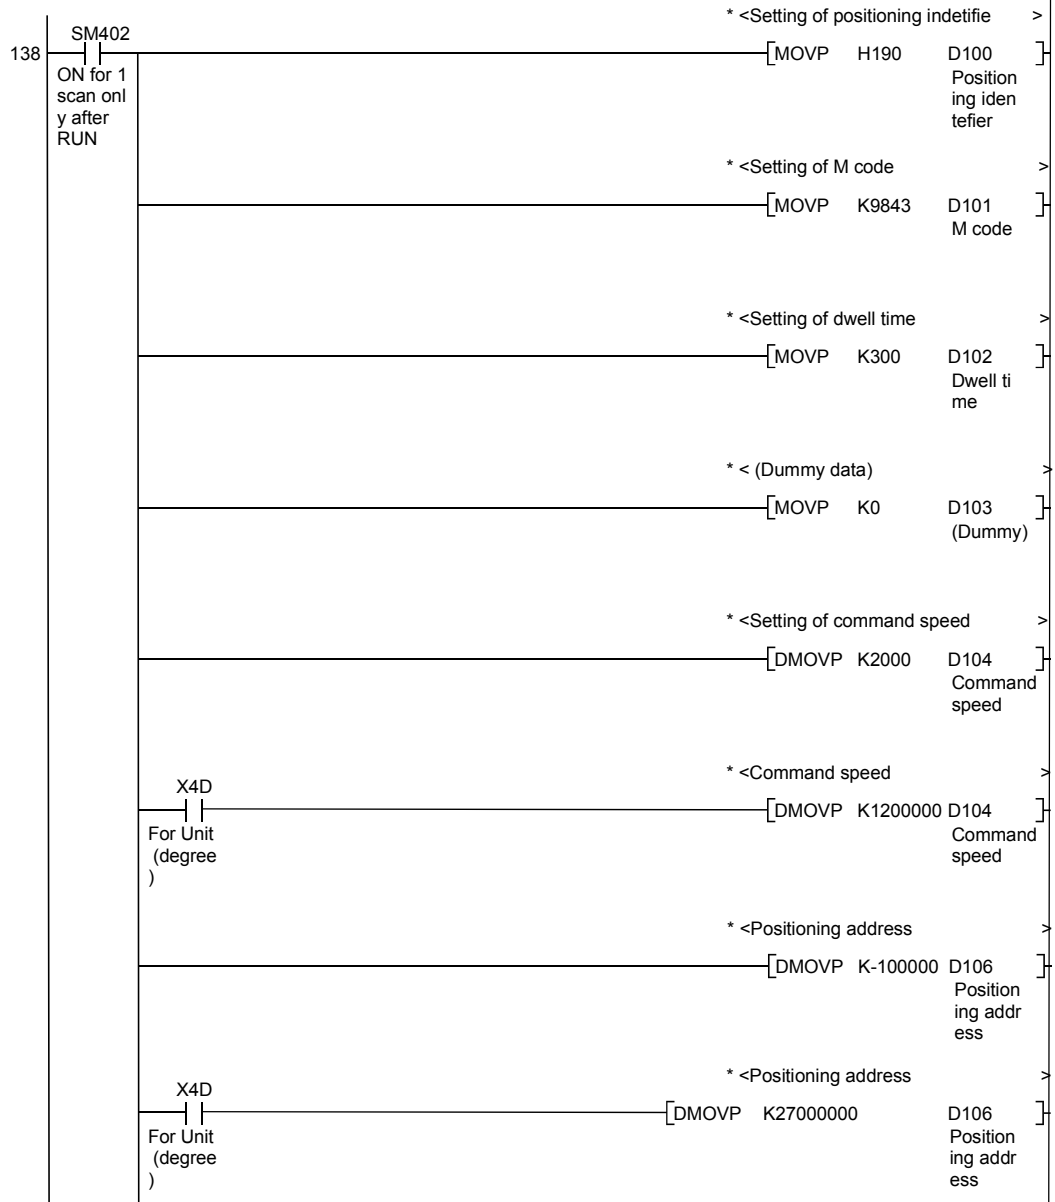 * <Setting of positioning indetifie >
SM402
138
[MOVP H190 D100 ]
ON for 1
scan onl
y after
RUN
Position
ing iden
tefier
* <Setting of M code >
[MOVP K9843 D101 ]
M code
* <Setting of dwell time >
[MOVP K300 D102 ]
Dwell ti
me
* < (Dummy data) >
[MOVP K0 D103 ]
(Dummy)
* <Setting of command speed >
[DMOVP K2000 D104 ]
Command
speed
* <Command speed >
X4D
[DMOVP K1200000 D104 ]
For Unit
(degree
)
Command
speed
* <Positioning address >
[DMOVP K-100000 D106 ]
Position
ing addr
ess
* <Positioning address >
X4D
[DMOVP K27000000 D106 ]
For Unit
(degree
)
Position
ing addr
ess